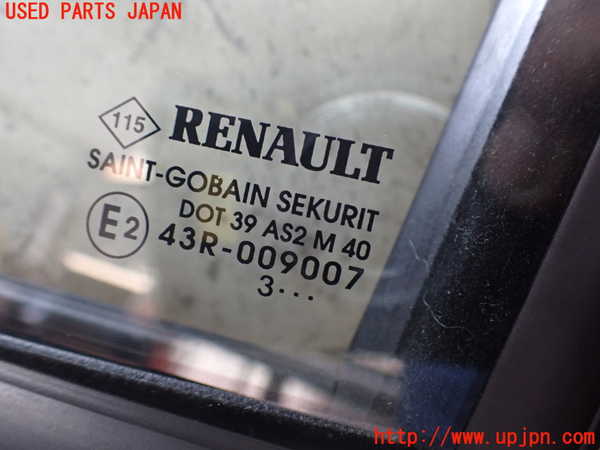 USED PARTS JAPAN
115
RENAULT
SAINT-GOBAIN SEKURIT
DOT 39 AS2 M 40
E2
43R-009007
3...
http://www.upjpn.com/